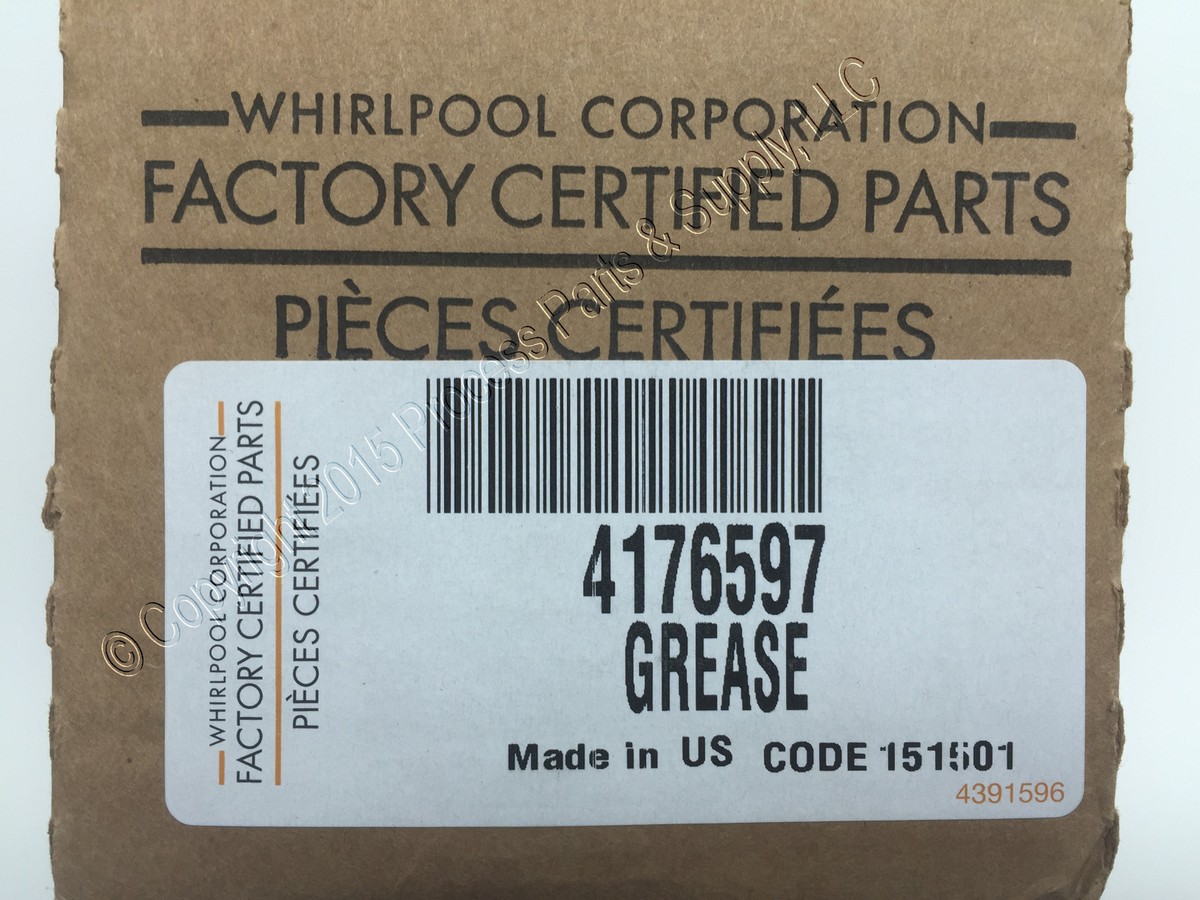 WHIRLPOOL CORPORATION
FACTORY CERTIFIED PARTS
PIÈCES CERTIFIÉES
WHIRLPOOL CORPORATION
FACTORY CERTIFIED PARTS
PIÈCES CERTIFIÉES
4176597
GREASE
Made in US CODE 151501
4391596
© Copyright 2015 Process Parts & Supply, LLC